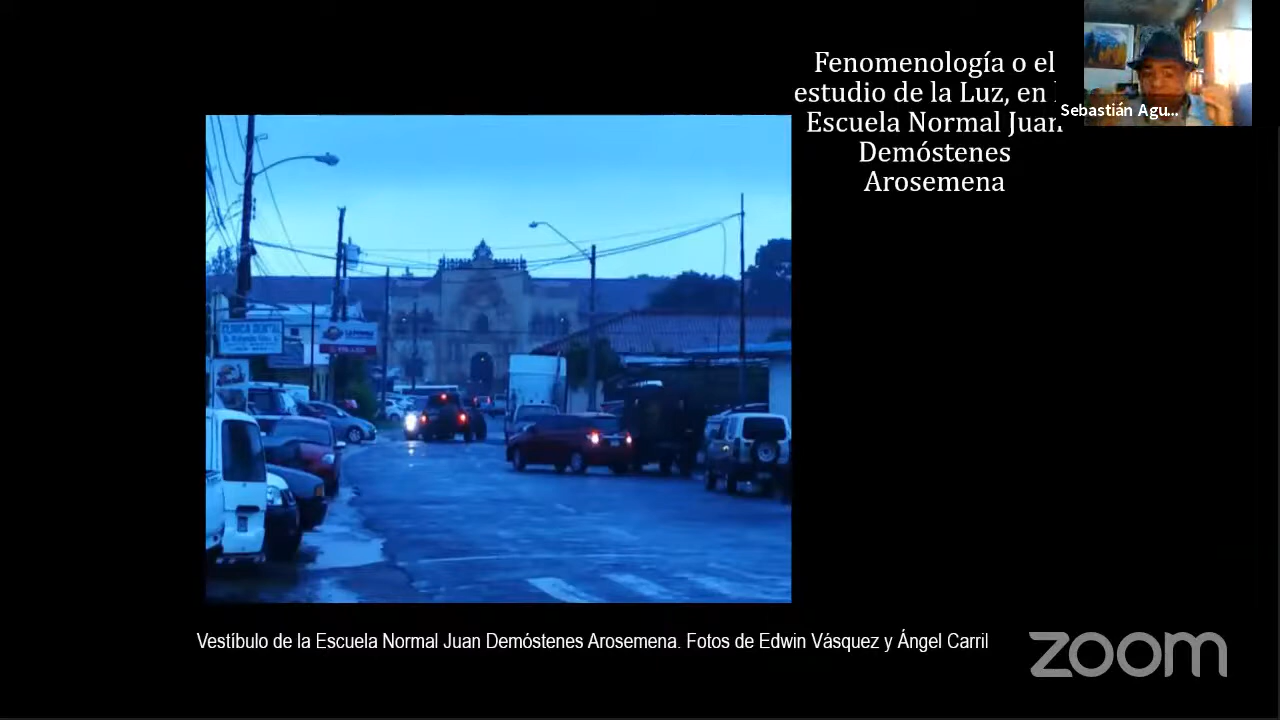 Fenomenología o el
estudio de la Luz, en
Escuela Normal Juan
Demóstenes
Arosemena
Sebastián Agu...
CLINICA DENTAL
Vestíbulo de la Escuela Normal Juan Demóstenes Arosemena. Fotos de Edwin Vásquez y Ángel Carril
zoom